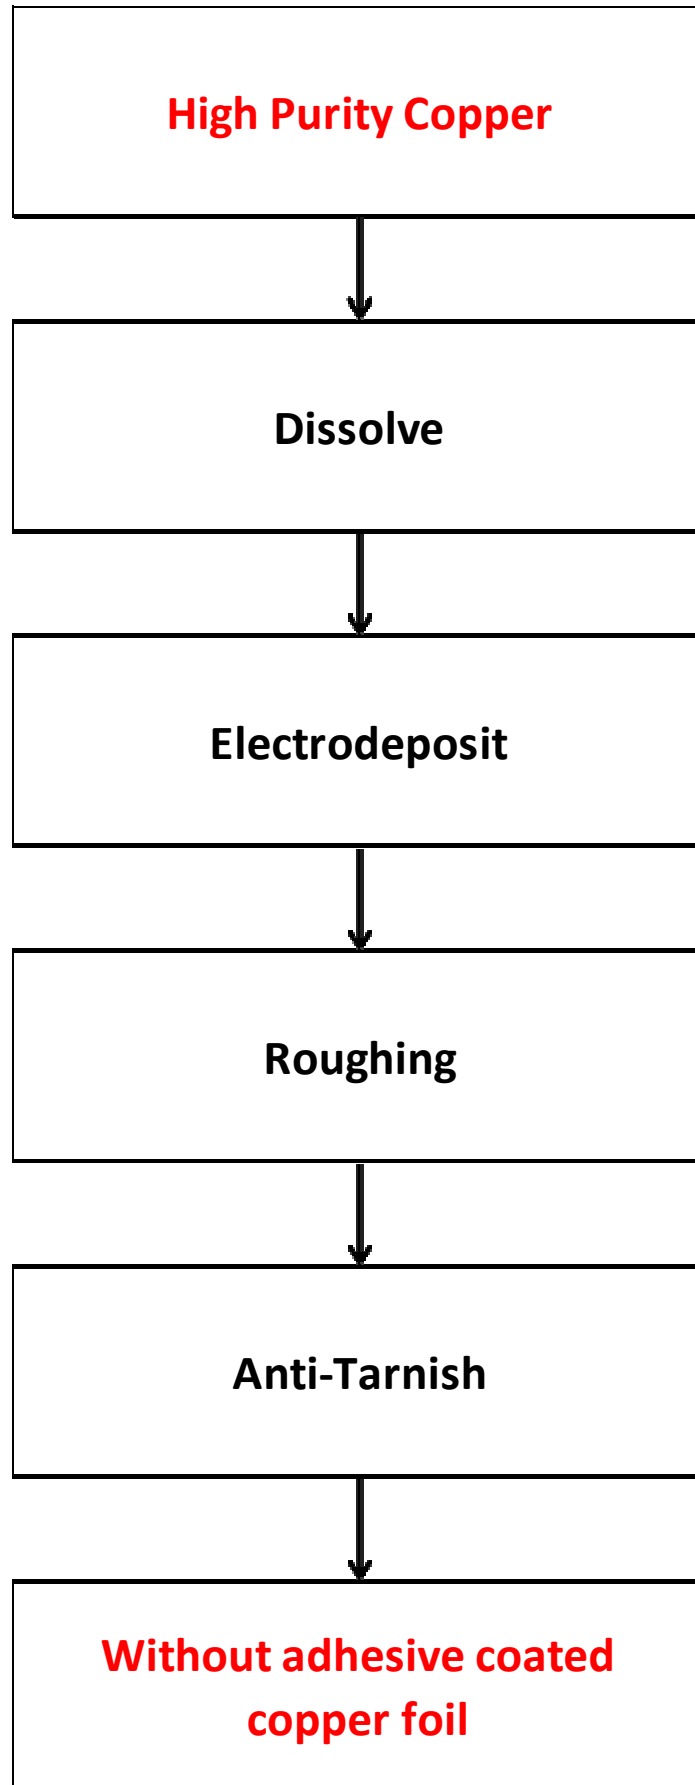 High Purity Copper
Dissolve
Electrodeposit
Roughing
Anti-Tarnish
Without adhesive coated
copper foil